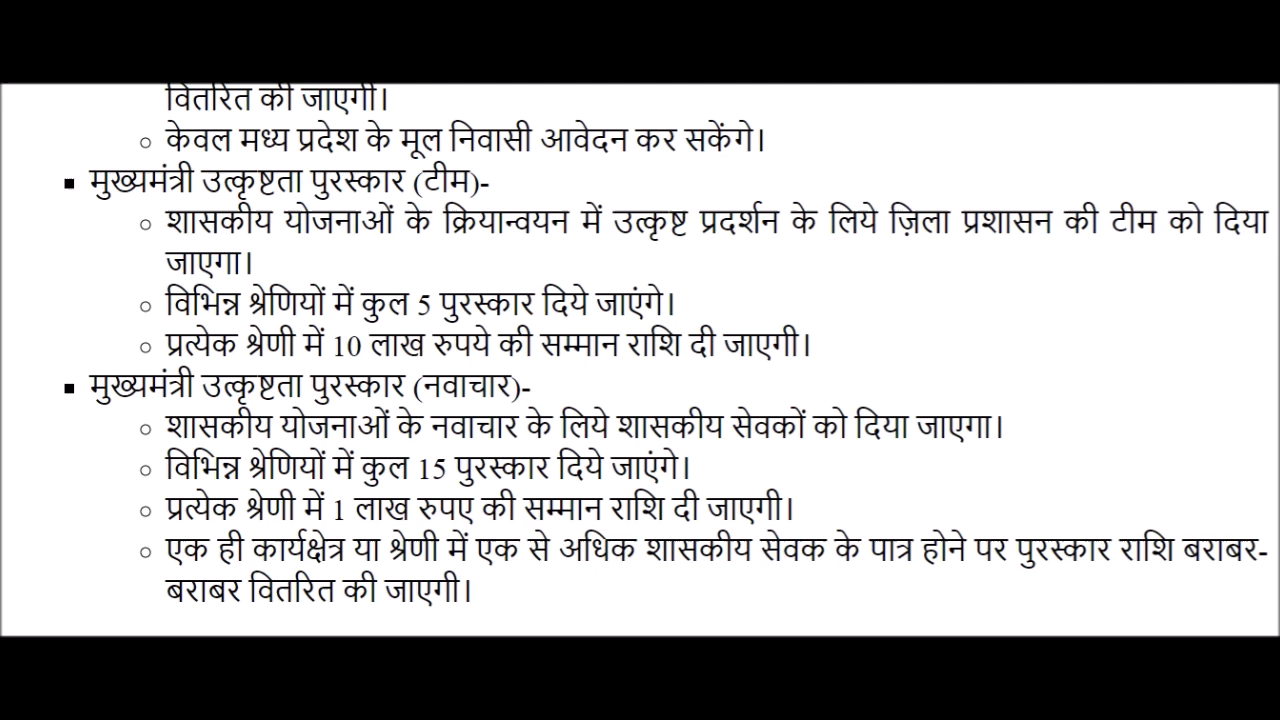 वितरित की जाएगी।
केवल मध्य प्रदेश के मूल निवासी आवेदन कर सकेंगे।
मुख्यमंत्री उत्कृष्टता पुरस्कार (टीम)-
शासकीय योजनाओं के क्रियान्वयन में उत्कृष्ट प्रदर्शन के लिये ज़िला प्रशासन की टीम को दिया
जाएगा।
विभिन्न श्रेणियों में कुल 5 पुरस्कार दिये जाएंगे।
प्रत्येक श्रेणी में 10 लाख रुपये की सम्मान राशि दी जाएगी।
मुख्यमंत्री उत्कृष्टता पुरस्कार (नवाचार)-
शासकीय योजनाओं के नवाचार के लिये शासकीय सेवकों को दिया जाएगा।
विभिन्न श्रेणियों में कुल 15 पुरस्कार दिये जाएंगे।
प्रत्येक श्रेणी में 1 लाख रुपए की सम्मान राशि दी जाएगी।
एक ही कार्यक्षेत्र या श्रेणी में एक से अधिक शासकीय सेवक के पात्र होने पर पुरस्कार राशि बराबर-
बराबर वितरित की जाएगी।